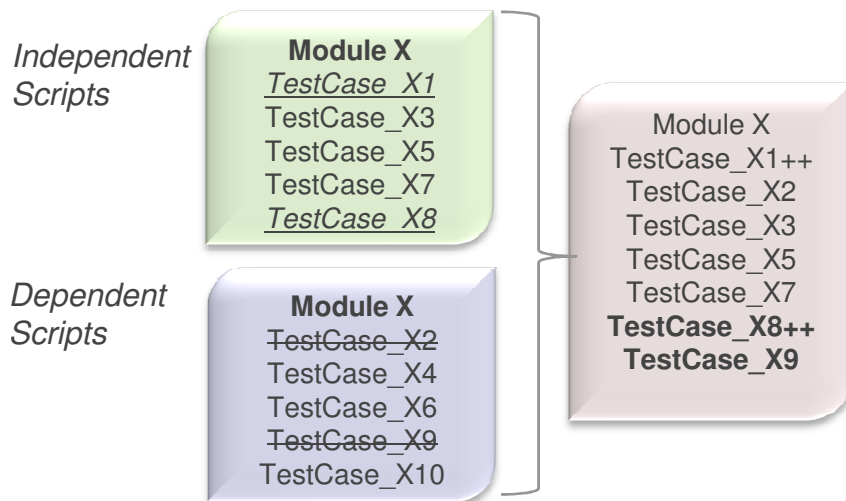 Independent
Scripts
Module X
TestCase_X1
TestCase_X3
TestCase_X5
TestCase_X7
TestCase_X8
Dependent
Scripts
Module X
TestCase_X2
TestCase_X4
TestCase_X6
TestCase_X9
TestCase_X10
Module X
TestCase_X1++
TestCase_X2
TestCase_X3
TestCase_X5
TestCase_X7
TestCase_X8++
TestCase_X9